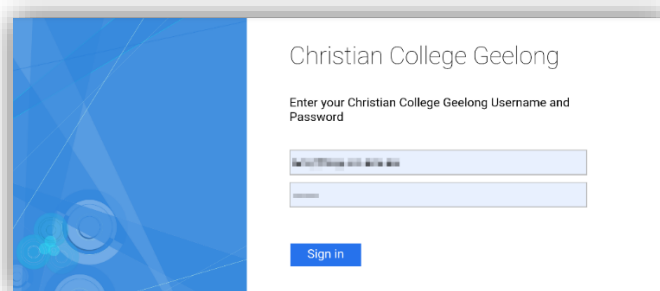 Christian College Geelong
Enter your Christian College Geelong Username and
Password
Sign in